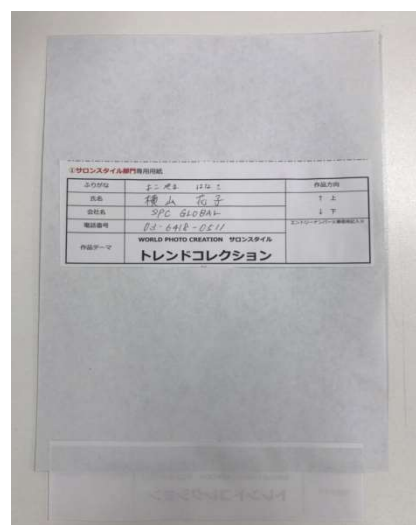 ①サロンスタイル部門専用用紙
ふりがな よこやま はなこ 作品方向
氏名 横山 花子 ↑ 上
会社名 SPC GLOBAL ↓ 下
電話番号 03-6418-0511
作品テーマ WORLD PHOTO CREATION サロンスタイル
トレンドコレクション